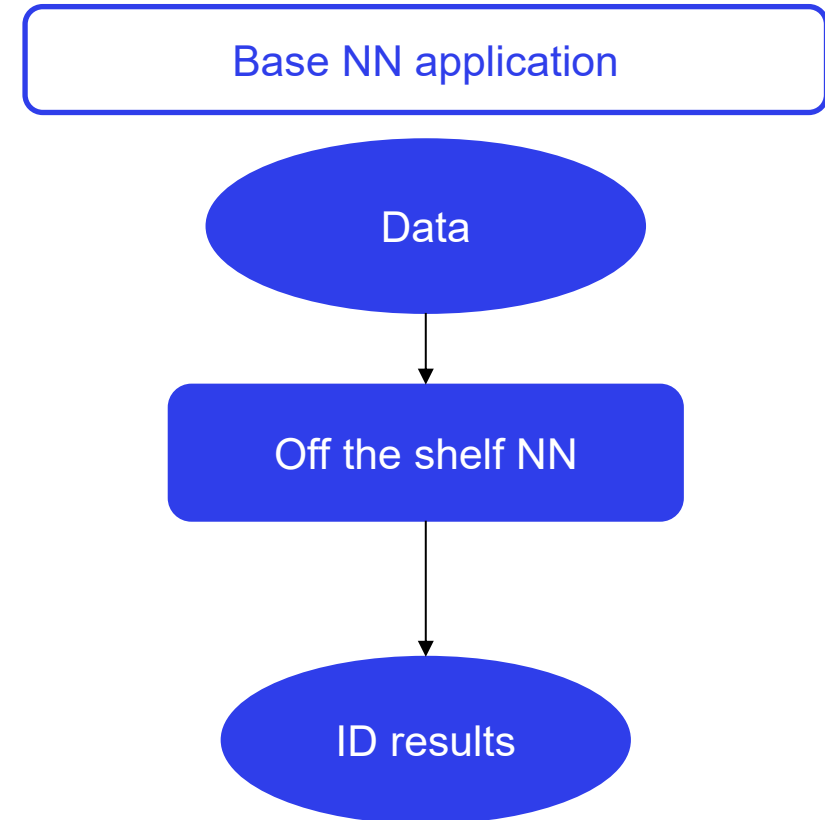 Base NN application
Data
Off the shelf NN
ID results